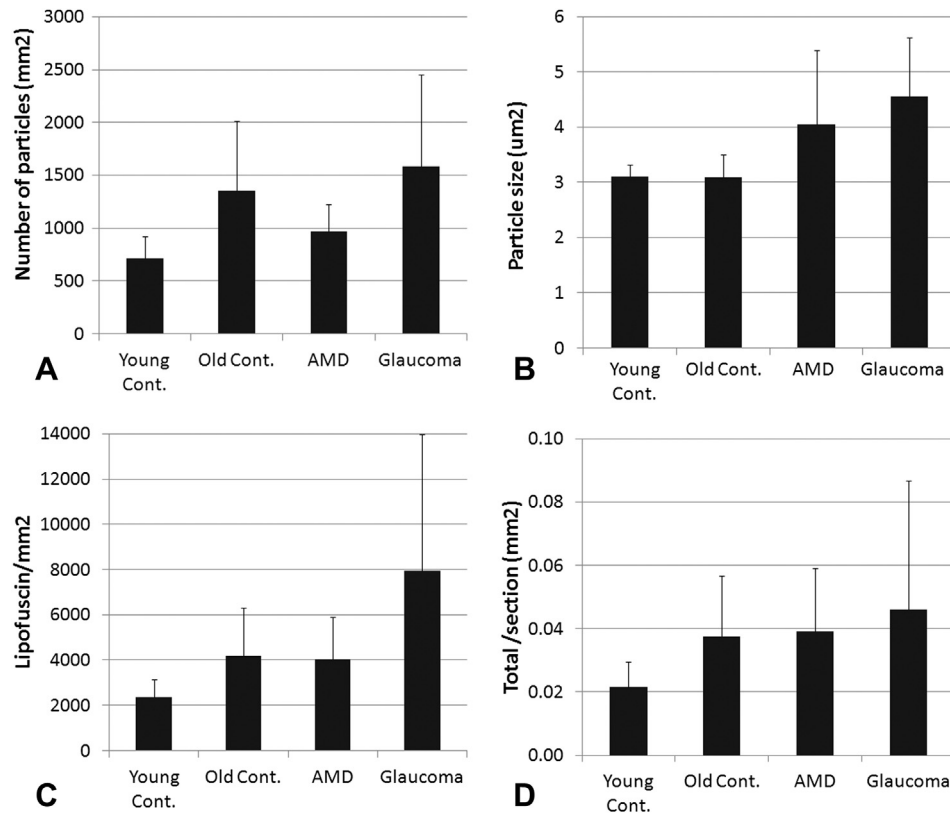 3000
2500
2000
1500
1000
500
0
Number of particles (mm2)
Young
Cont.
Old Cont.
AMD
Glaucoma
A
6
5
4
3
2
1
0
Particle size (um2)
Young
Cont.
Old Cont.
AMD
Glaucoma
B
14000
12000
10000
8000
6000
4000
2000
0
Lipofuscin/mm2
Young
Cont.
Old Cont.
AMD
Glaucoma
C
0.10
0.08
0.06
0.04
0.02
0.00
Total /section (mm2)
Young
Cont.
Old Cont.
AMD
Glaucoma
D